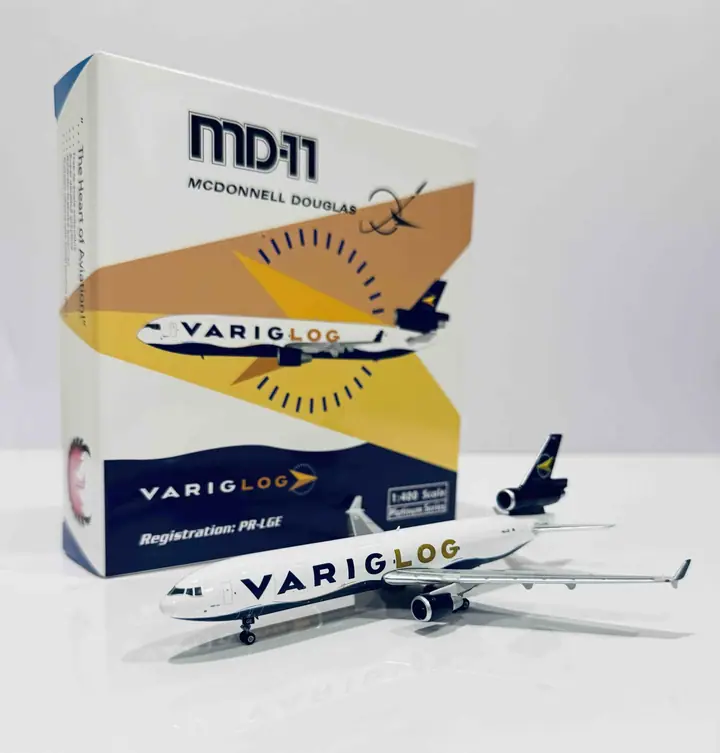 MD-11
MCDONNELL DOUGLAS
"...The Heart of Aviation!"
VARIGLOG
VARIGLOG
1:400 Scale
Platinum Series
Registration: PR-LGE
VARIGLOG